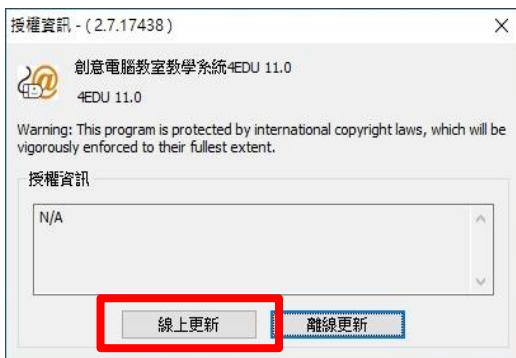 授權資訊 - ( 2.7.17438 )
創意電腦教室教學系統4EDU 11.0
4EDU 11.0
Warning: This program is protected by international copyright laws, which will be
vigorously enforced to their fullest extent.
授權資訊
N/A
線上更新 離線更新